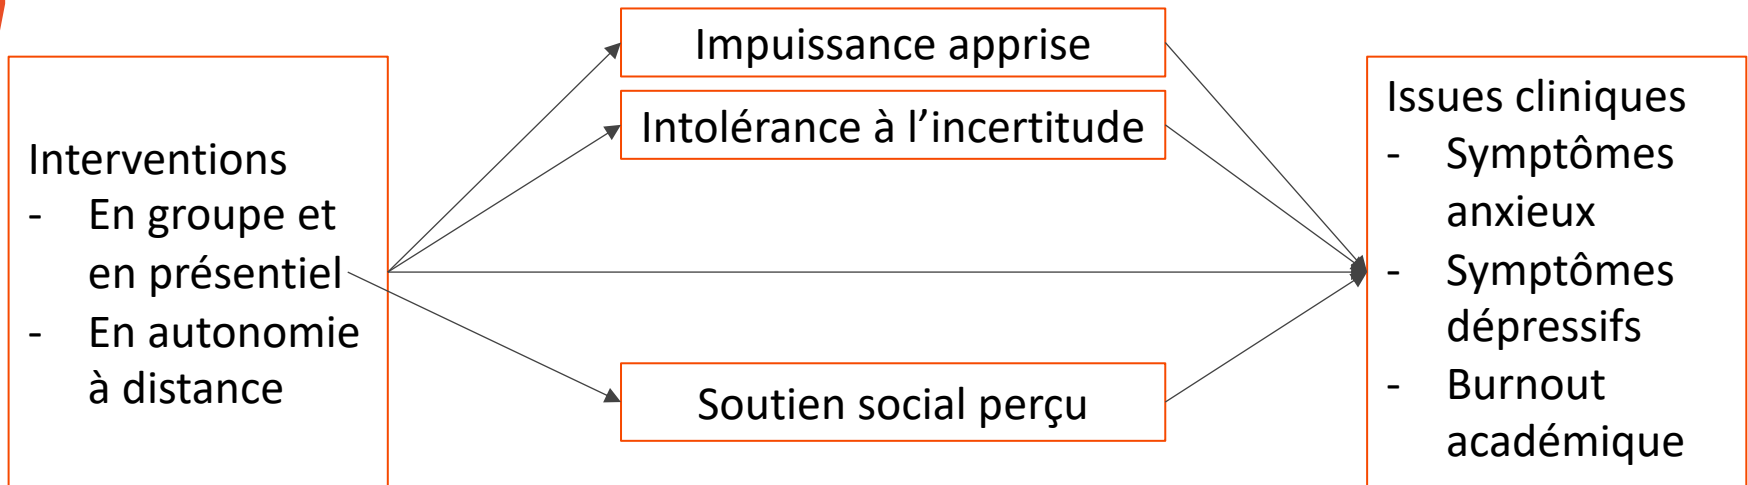 Interventions
- En groupe et
en présentiel
- En autonomie
à distance
Impuissance apprise
Intolérance à l’incertitude
Soutien social perçu
Issues cliniques
- Symptômes
anxieux
- Symptômes
dépressifs
- Burnout
académique